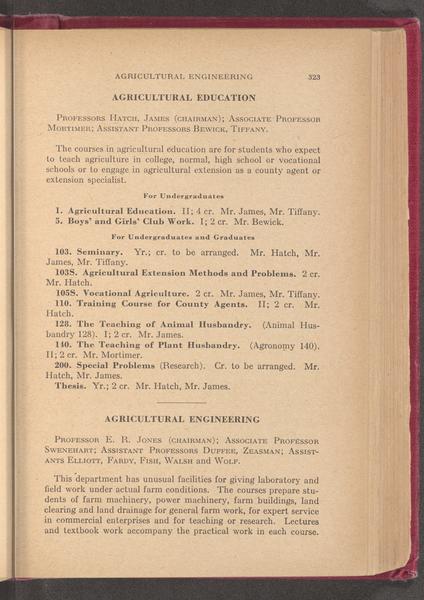 AGRICULTURAL ENGINEERING 323
AGRICULTURAL EDUCATION
PROFESSORS HATCH, JAMES (CHAIRMAN); ASSOCIATE PROFESSOR
MORTIMER; ASSISTANT PROFESSORS BEWICK, TIFFANY.
The courses in agricultural education are for students who expect
to teach agriculture in college, normal, high school or vocational
schools or to engage in agricultural extension as a county agent or
extension specialist.
For Undergraduates
1. Agricultural Education. II; 4 cr. Mr. James, Mr. Tiffany.
5. Boys' and Girls' Club Work. I; 2 cr. Mr. Bewick.
For Undergraduates and Graduates
103. Seminary. Yr.; cr. to be arranged. Mr. Hatch, Mr.
James, Mr. Tiffany.
103S. Agricultural Extension Methods and Problems. 2 cr.
Mr. Hatch.
105S. Vocational Agriculture. 2 cr. Mr. James, Mr. Tiffany.
110. Training Course for County Agents. II; 2 cr. Mr.
Hatch.
128. The Teaching of Animal Husbandry. (Animal Hus-
bandry 128). I; 2 cr. Mr. James.
140. The Teaching of Plant Husbandry. (Agronomy 140).
II; 2 cr. Mr. Mortimer.
200. Special Problems (Research). Cr. to be arranged. Mr.
Hatch, Mr. James.
Thesis. Yr.; 2 cr. Mr. Hatch, Mr. James.
AGRICULTURAL ENGINEERING
PROFESSOR E. R. JONES (CHAIRMAN); ASSOCIATE PROFESSOR
SWENEHART; ASSISTANT PROFESSORS DUFFEE, ZEASMAN; ASSIST-
ANTS ELLIOTT, FARDY, FISH, WALSH and WOLF.
This department has unusual facilities for giving laboratory and
field work under actual farm conditions. The courses prepare stu-
dents of farm machinery, power machinery, farm buildings, land
clearing and land drainage for general farm work, for expert service
in commercial enterprises and for teaching or research. Lectures
and textbook work accompany the practical work in each course.